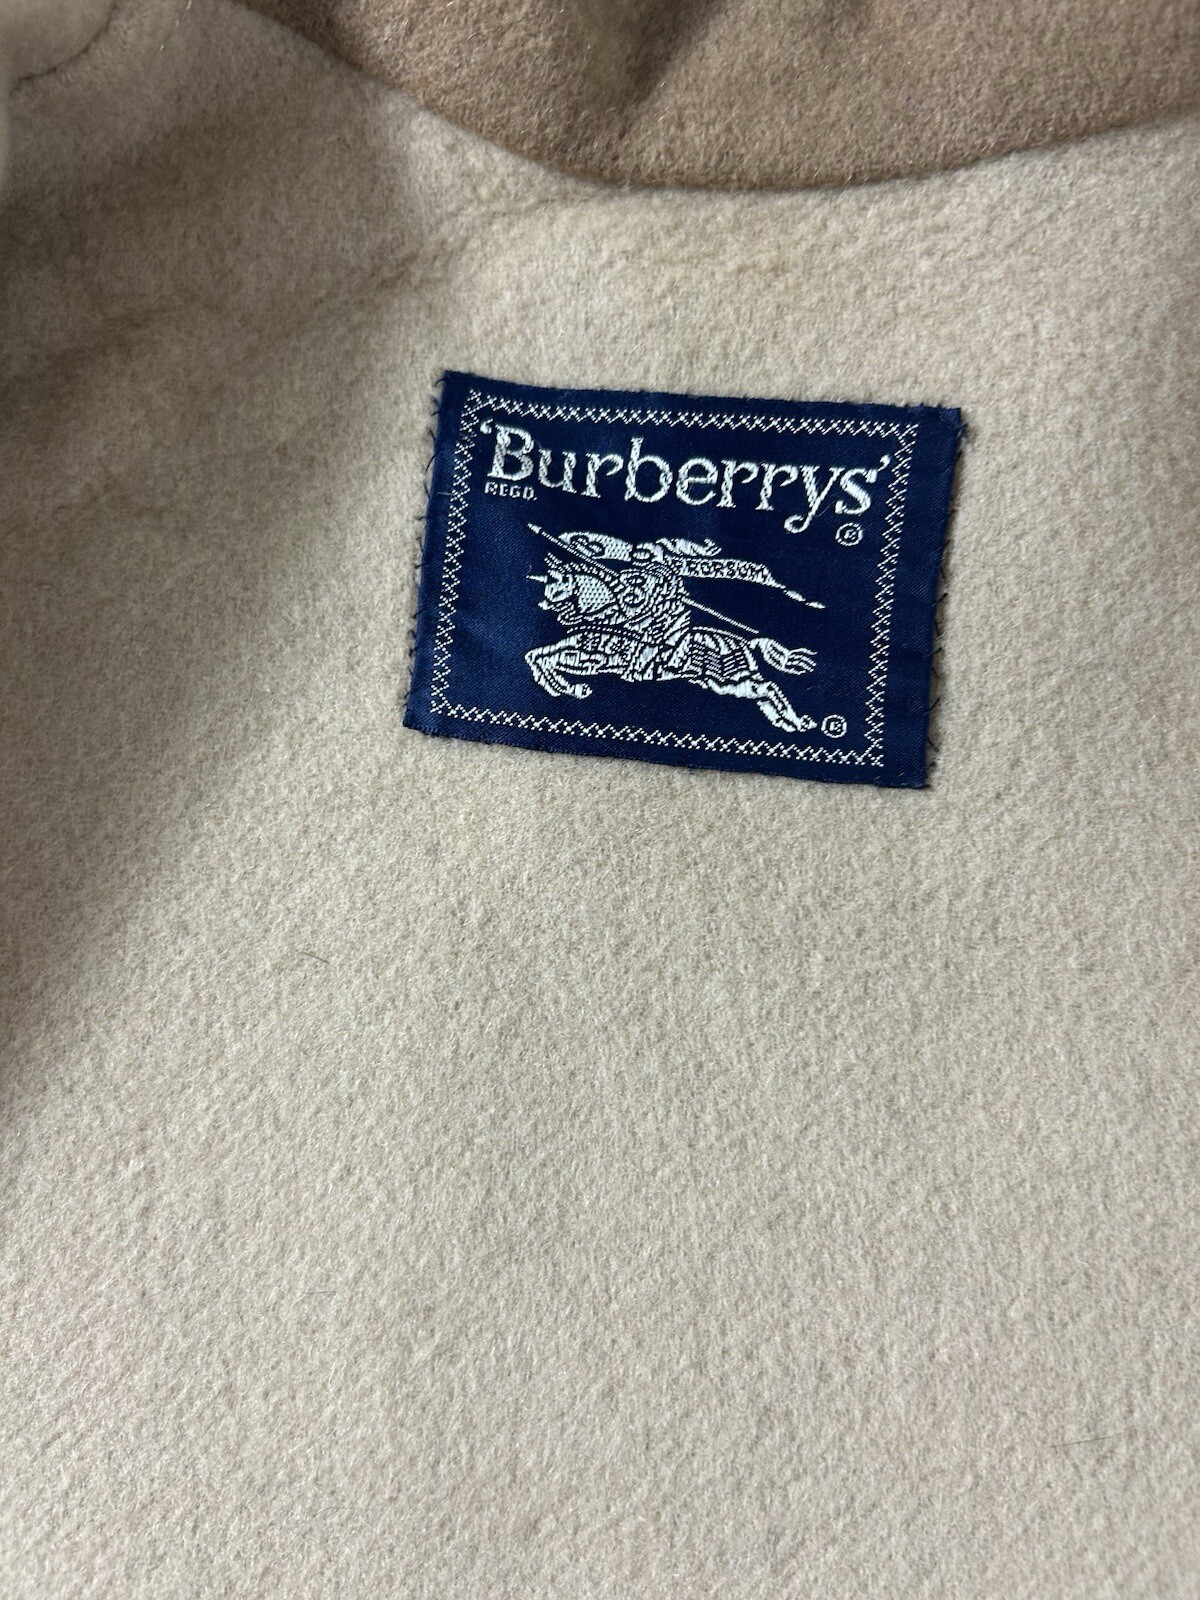 'Burberrys'
REGD.
®
PRORSUM
®